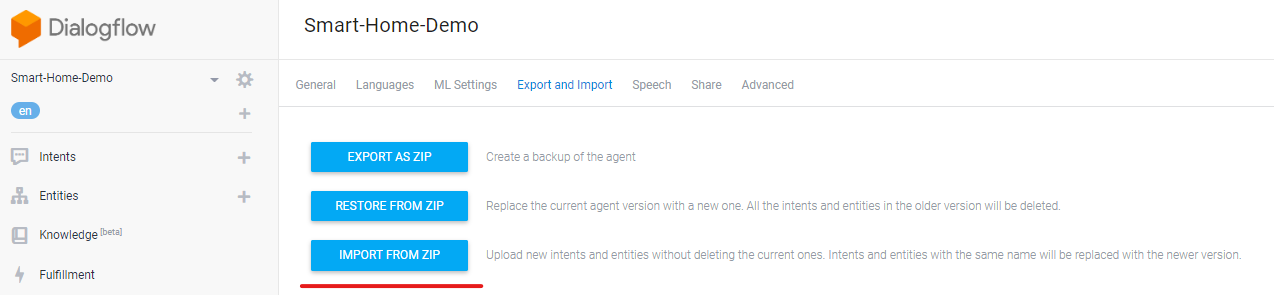 Dialogflow
Smart-Home-Demo
Smart-Home-Demo
en
Intents
Entities
Knowledge [beta]
Fulfillment
General Languages ML Settings Export and Import Speech Share Advanced
EXPORT AS ZIP Create a backup of the agent
RESTORE FROM ZIP Replace the current agent version with a new one. All the intents and entities in the older version will be deleted.
IMPORT FROM ZIP Upload new intents and entities without deleting the current ones. Intents and entities with the same name will be replaced with the newer version.